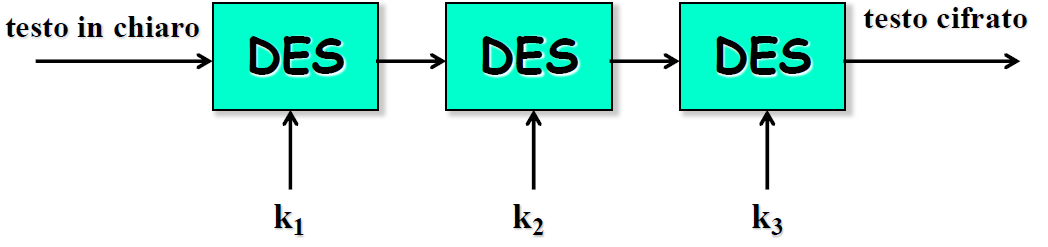 testo in chiaro
DES
DES
DES
testo cifrato
k₁
k₂
k₃